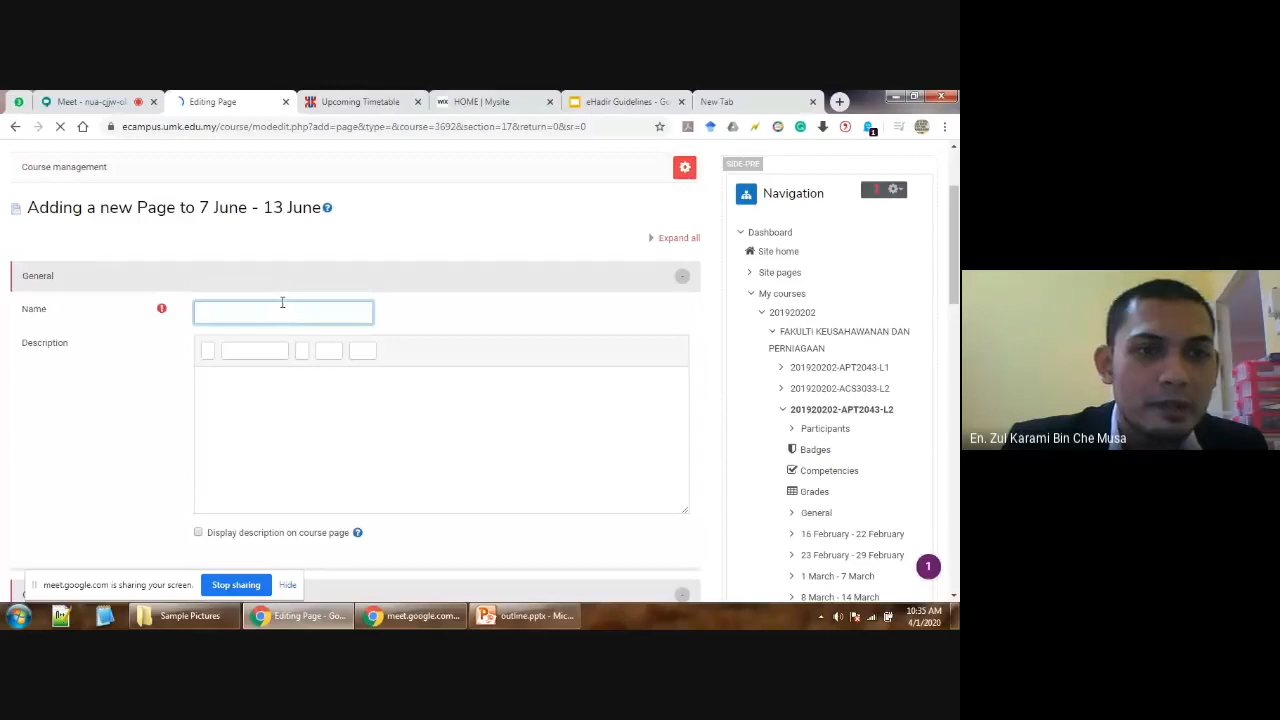 Meet - nua-cjjw-ol
Editing Page
Upcoming Timetable
WIX
HOME | Mysite
eHadir Guidelines - Go
New Tab
ecampus.umk.edu.my/course/modedit.php?add=page&type=&course=3692&section=17&return=0&sr=0
1
Course management
SIDE-PRE
Navigation
Adding a new Page to 7 June - 13 June
Expand all
General
Name
Description
Display description on course page
Dashboard
Site home
Site pages
My courses
201920202
FAKULTI KEUSAHAWANAN DAN
PERNIAGAAN
201920202-APT2043-L1
201920202-ACS3033-L2
201920202-APT2043-L2
Participants
Badges
Competencies
Grades
General
16 February - 22 February
23 February - 29 February
1 March - 7 March
8 March - 14 March
1
meet.google.com is sharing your screen.
Stop sharing
Hide
Sample Pictures
Editing Page - Go...
meet.google.com...
outline.pptx - Mic...
10:35 AM
4/1/2020
En. Zul Karami Bin Che Musa